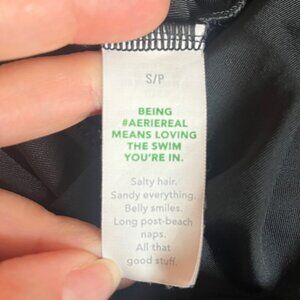 S/P
BEING
#AERIEREAL
MEANS LOVING
THE SWIM
YOU'RE IN.
Salty hair.
Sandy everything.
Belly smiles.
Long post-beach
naps.
All that
good stuff.